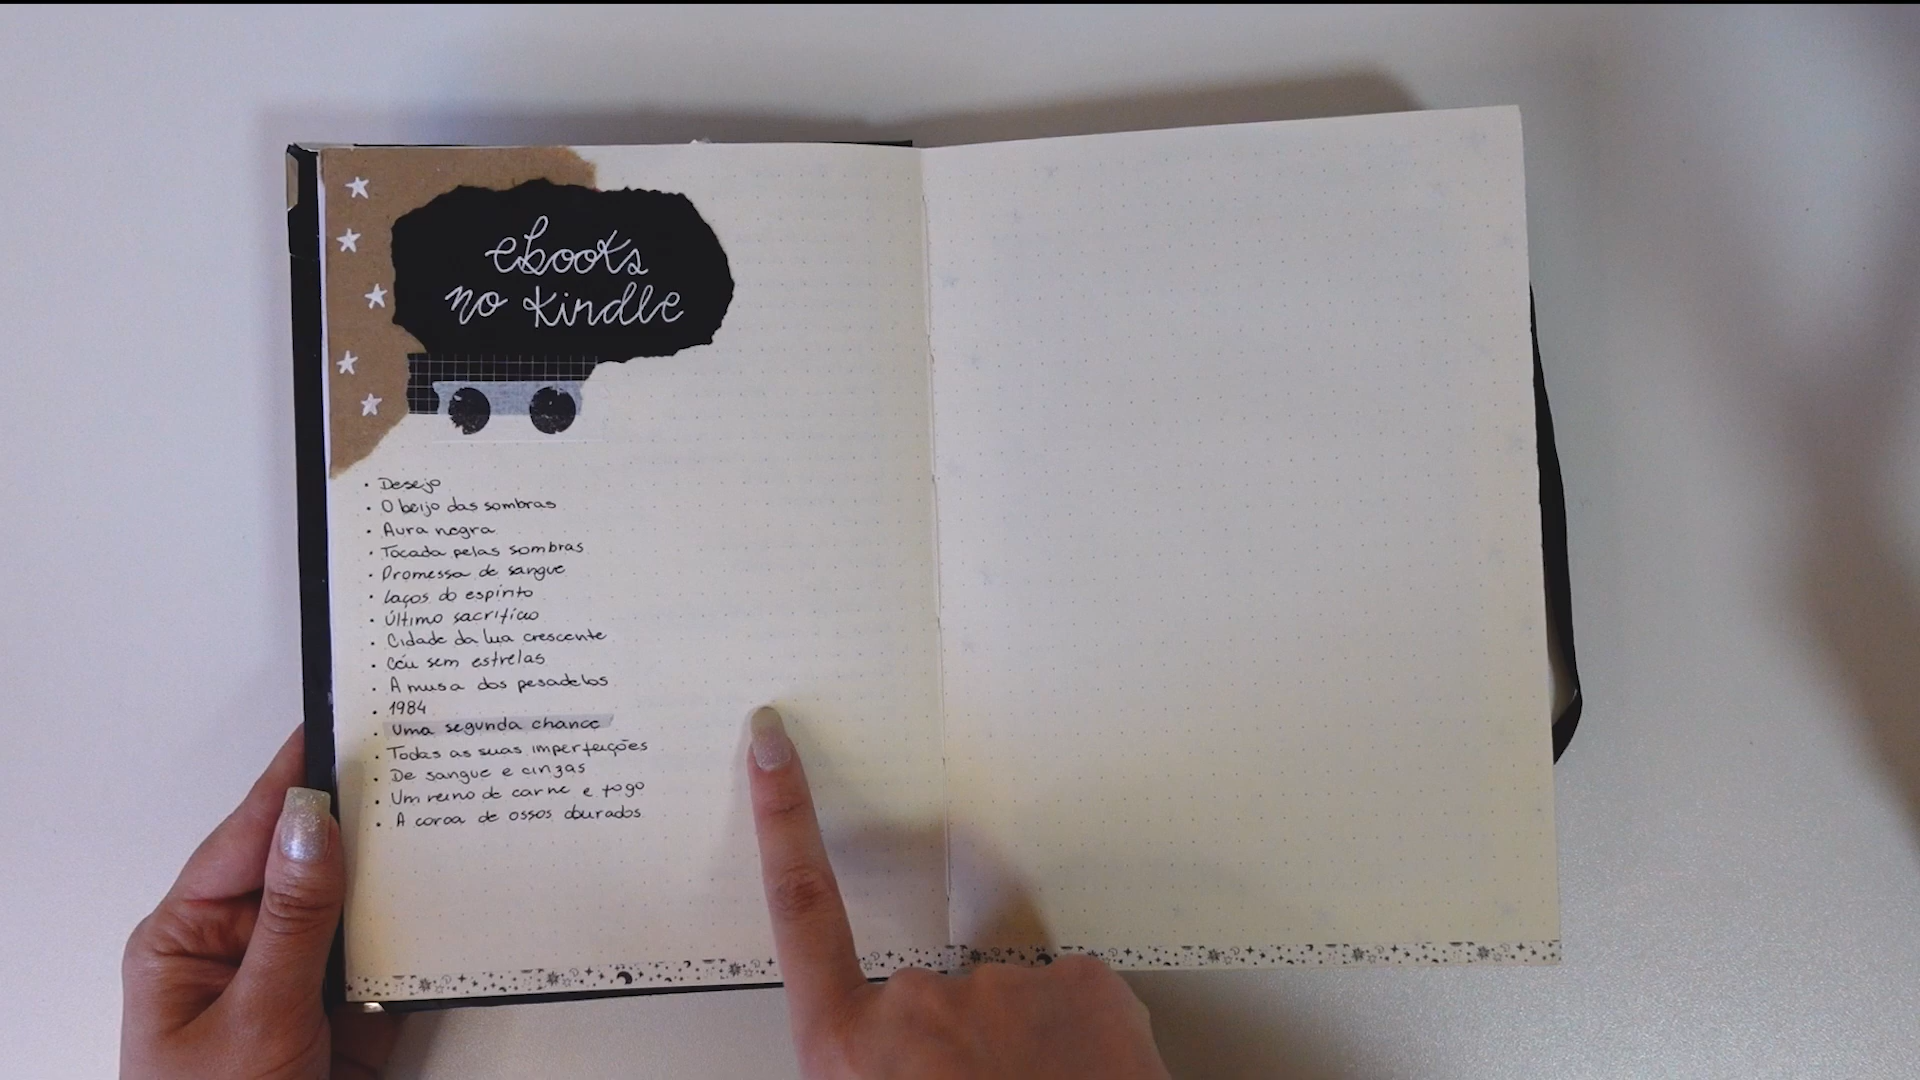 ebooks
no kindle
• Desejo
• O beijo das sombras
• Aura negra
• Tocada pelas sombras
• Promessa de sangue
• Laços do espírito
• Último sacrifício
• Cidade da lua crescente
• Céu sem estrelas
• A musa dos pesadelos
• 1984
• Uma segunda chance
• Todas as suas imperfeições
• De sangue e cinzas
• Um reino de carne e fogo
• A coroa de ossos dourados